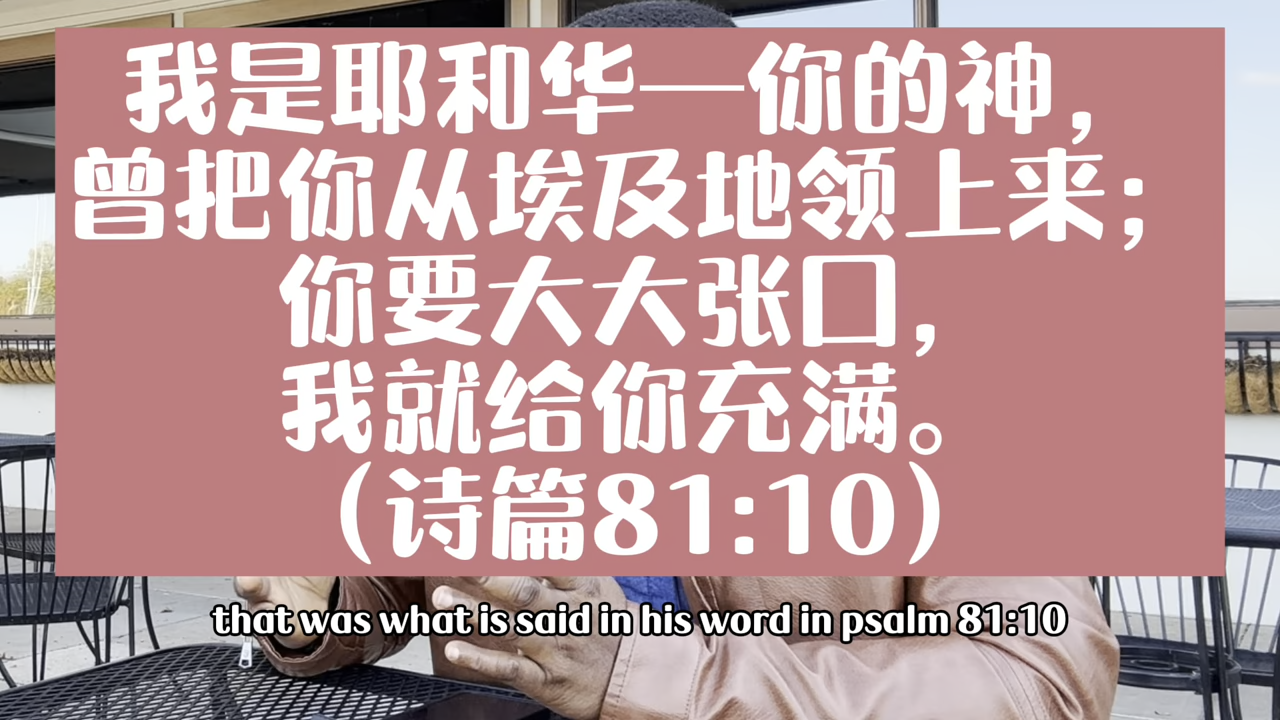 我是耶和华—你的神，
曾把你从埃及地领上来；
你要大大张口，
我就给你充满。
（诗篇81:10）
that was what is said in his word in psalm 81:10